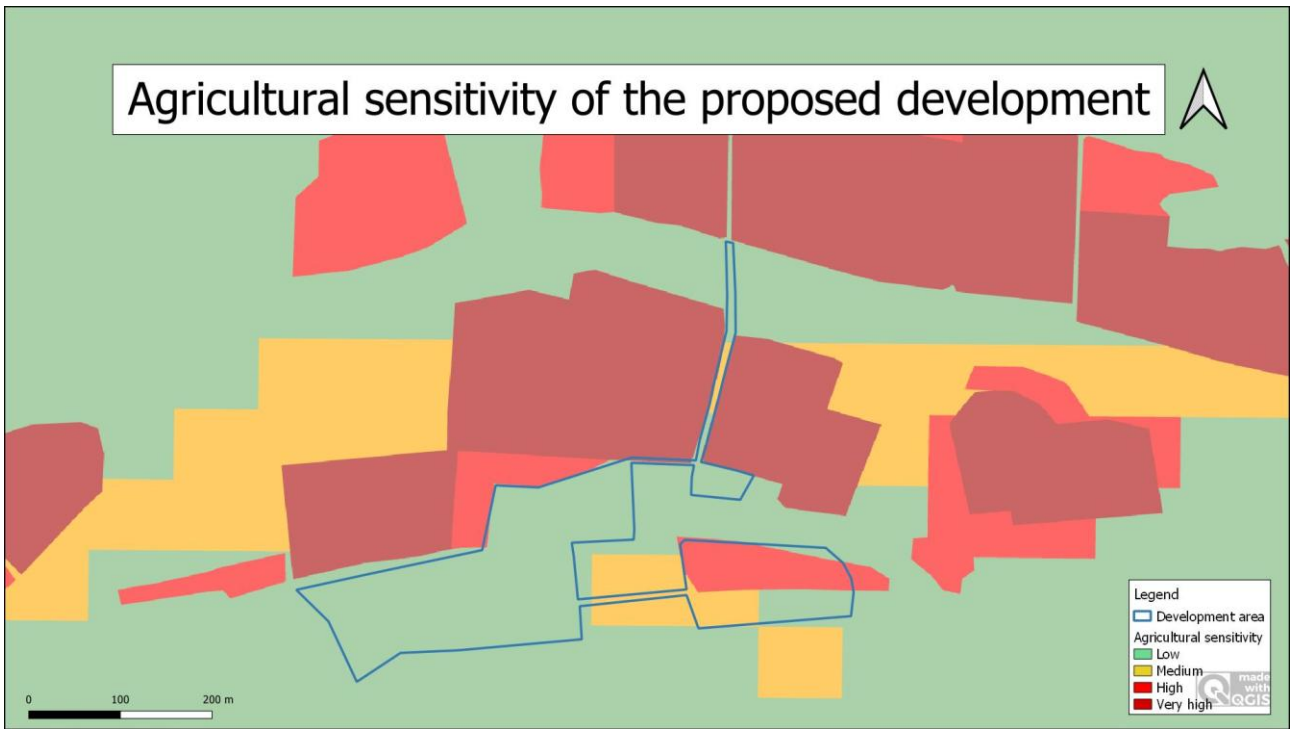 Agricultural sensitivity of the proposed development
Legend
Development area
Agricultural sensitivity
Low
Medium
High
Very high
made
with
QGIS
0 100 200 m